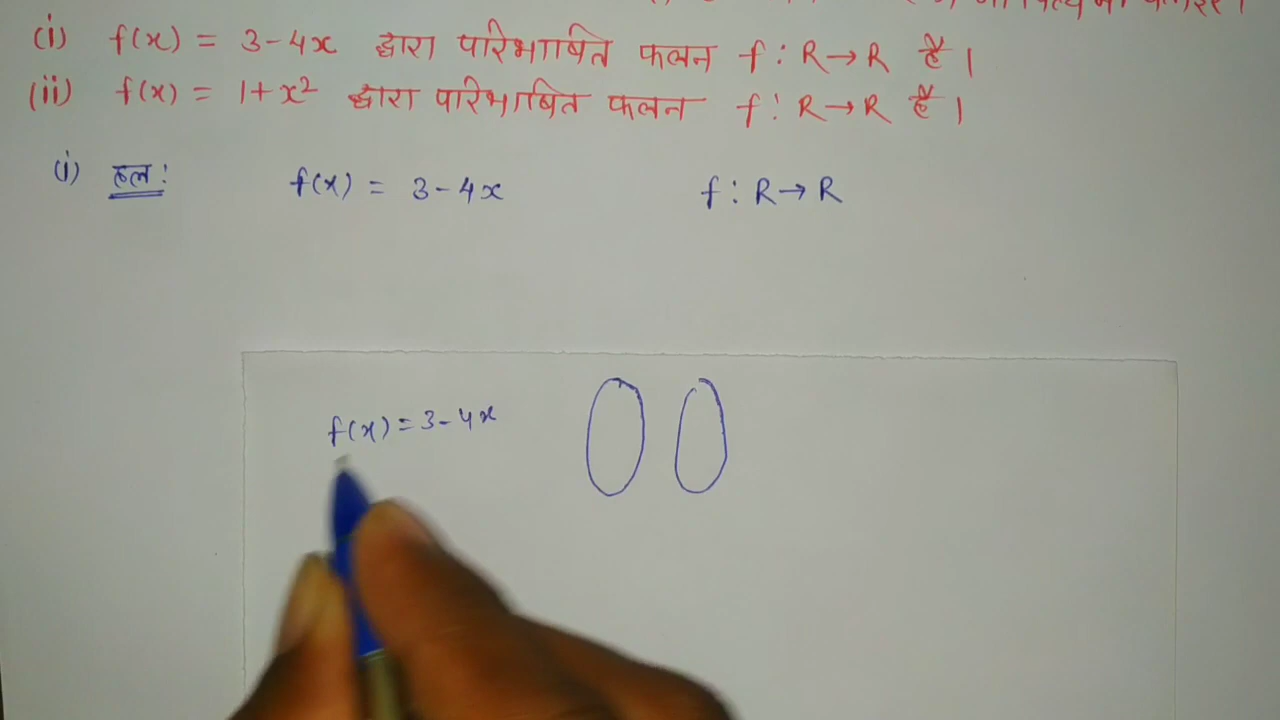 (i) f(x) = 3-4x द्वारा परिभाषित फलन f : R→R है।
(ii) f(x) = 1+x² द्वारा परिभाषित फलन f : R→R है।
(i) हल : f(x) = 3-4x f : R→R
f(x) = 3-4x